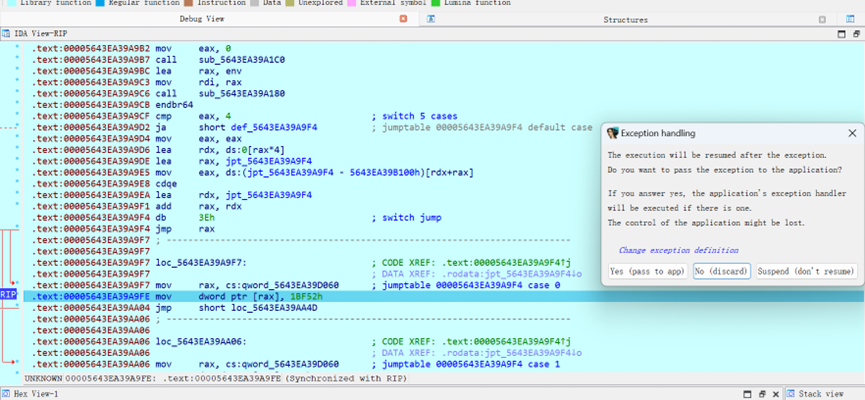 Library function Regular function Instruction Data Unexplored External symbol Lumina function
Debug View Structures
IDA View-RIP
.text:00005643EA39A9B2 mov eax, 0
.text:00005643EA39A9B7 call sub_5643EA39A1C0
.text:00005643EA39A9BC lea rax, env
.text:00005643EA39A9C3 mov rdi, rax
.text:00005643EA39A9C6 call sub_5643EA39A180
.text:00005643EA39A9CB endbr64
.text:00005643EA39A9CF cmp eax, 4 ; switch 5 cases
.text:00005643EA39A9D2 ja short def_5643EA39A9F4 ; jumptable 00005643EA39A9F4 default case
.text:00005643EA39A9D4 mov eax, eax
.text:00005643EA39A9D6 lea rdx, ds:0[rax*4]
.text:00005643EA39A9DE lea rax, jpt_5643EA39A9F4
.text:00005643EA39A9E5 mov eax, ds:(jpt_5643EA39A9F4 - 5643EA39B100h)[rdx+rax]
.text:00005643EA39A9E8 cdqe
.text:00005643EA39A9EA lea rdx, jpt_5643EA39A9F4
.text:00005643EA39A9F1 add rax, rdx
.text:00005643EA39A9F4 db 3Eh ; switch jump
.text:00005643EA39A9F4 jmp rax
.text:00005643EA39A9F7 ; ---------------------------------------------------------------------------
.text:00005643EA39A9F7
.text:00005643EA39A9F7 loc_5643EA39A9F7: ; CODE XREF: .text:00005643EA39A9F4↑j
.text:00005643EA39A9F7 ; DATA XREF: .rodata:jpt_5643EA39A9F4↓o
.text:00005643EA39A9F7 mov rax, cs:qword_5643EA39D060 ; jumptable 00005643EA39A9F4 case 0
RIP .text:00005643EA39A9FE mov dword ptr [rax], 1BF52h
.text:00005643EA39AA04 jmp short loc_5643EA39AA4D
.text:00005643EA39AA06 ; ---------------------------------------------------------------------------
.text:00005643EA39AA06
.text:00005643EA39AA06 loc_5643EA39AA06: ; CODE XREF: .text:00005643EA39A9F4↑j
.text:00005643EA39AA06 ; DATA XREF: .rodata:jpt_5643EA39A9F4↓o
.text:00005643EA39AA06 mov rax, cs:qword_5643EA39D060 ; jumptable 00005643EA39A9F4 case 1
UNKNOWN 00005643EA39A9FE: .text:00005643EA39A9FE (Synchronized with RIP)
Hex View-1 Stack view
Exception handling
The execution will be resumed after the exception.
Do you want to pass the exception to the application?
If you answer yes, the application's exception handler
will be executed if there is one.
The control of the application might be lost.
Change exception definition
Yes (pass to app) No (discard) Suspend (don't resume)